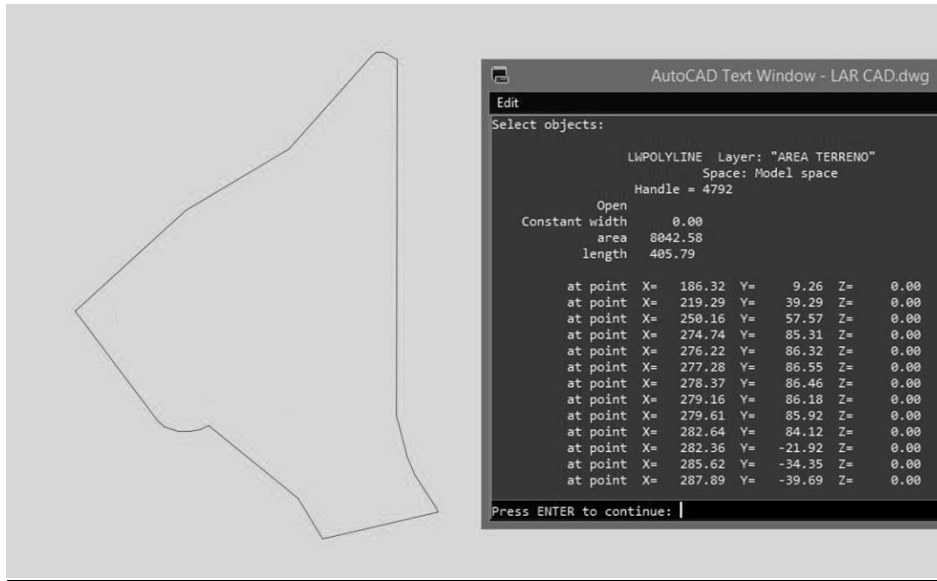 AutoCAD Text Window - LAR CAD.dwg
Edit
Select objects:
LWPOLYLINE Layer: "AREA TERRENO"
Space: Model space
Handle = 4792
Open
Constant width 0.00
area 8042.58
length 405.79
at point X= 186.32 Y= 9.26 Z= 0.00
at point X= 219.29 Y= 39.29 Z= 0.00
at point X= 250.16 Y= 57.57 Z= 0.00
at point X= 274.74 Y= 85.31 Z= 0.00
at point X= 276.22 Y= 86.32 Z= 0.00
at point X= 277.28 Y= 86.55 Z= 0.00
at point X= 278.37 Y= 86.46 Z= 0.00
at point X= 279.16 Y= 86.18 Z= 0.00
at point X= 279.61 Y= 85.92 Z= 0.00
at point X= 282.64 Y= 84.12 Z= 0.00
at point X= 282.36 Y= -21.92 Z= 0.00
at point X= 285.62 Y= -34.35 Z= 0.00
at point X= 287.89 Y= -39.69 Z= 0.00
Press ENTER to continue: